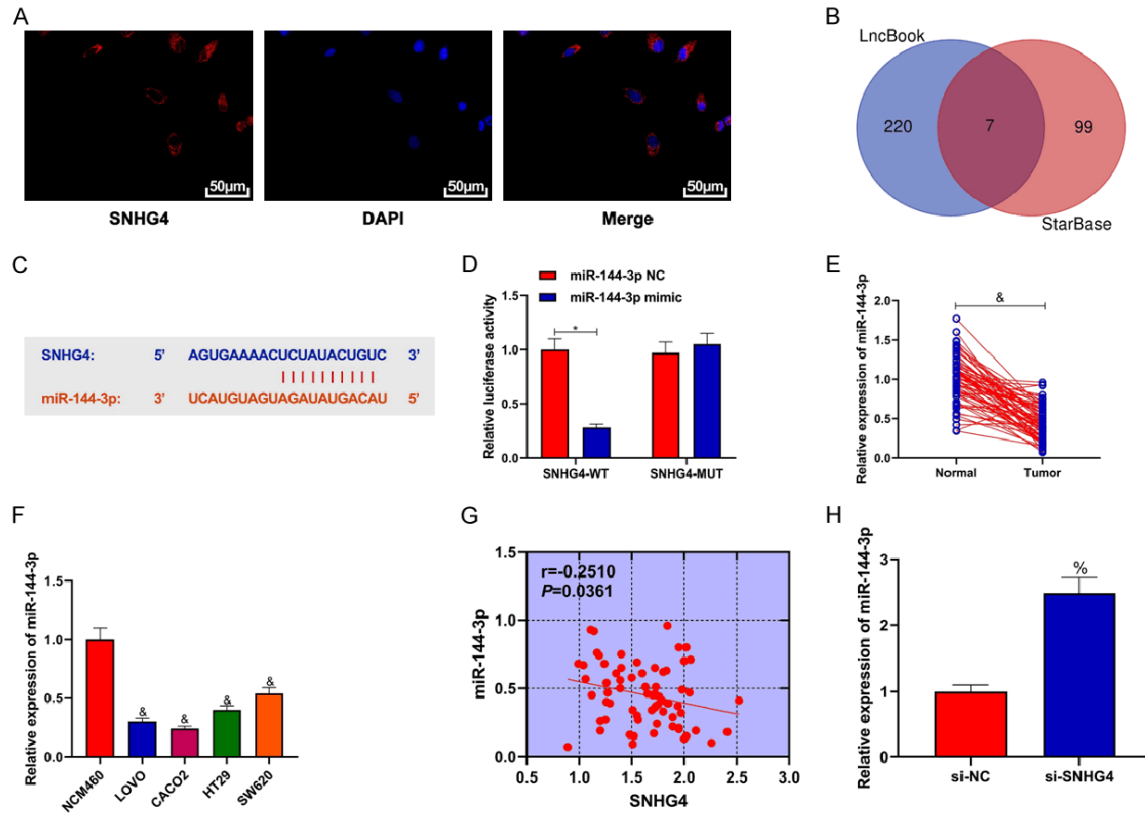 A
50μm
50μm
50μm
SNHG4
DAPI
Merge
B
LncBook
220
7
99
StarBase
C
SNHG4: 5’ AGUGAAAACUCUAUACUGUC 3’
miR-144-3p: 3’ UCAUGUAGUAGAUAUGACAU 5’
D
miR-144-3p NC
miR-144-3p mimic
Relative luciferase activity
1.5
1.0
0.5
0.0
*
SNHG4-WT
SNHG4-MUT
E
Relative expression of miR-144-3p
2.0
1.5
1.0
0.5
0.0
&
Normal
Tumor
F
Relative expression of miR-144-3p
1.5
1.0
0.5
0.0
&
&
&
&
NCM460
LOVO
CACO2
HT29
SW620
G
miR-144-3p
1.5
1.0
0.5
0.0
r=-0.2510
P=0.0361
0.5
1.0
1.5
2.0
2.5
3.0
SNHG4
H
Relative expression of miR-144-3p
3
2
1
0
%
si-NC
si-SNHG4